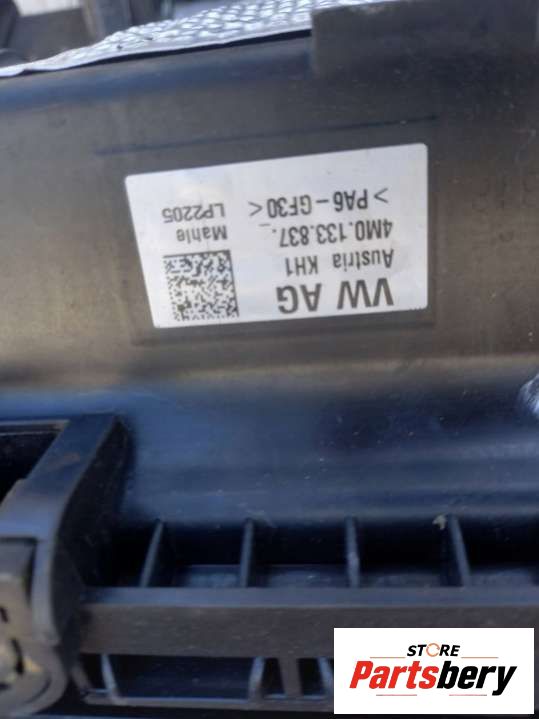 VW AG
Austria KH1
4M0.133.837._
>PA6-GF30<
Mahle
LP2205
STORE
Partsbery